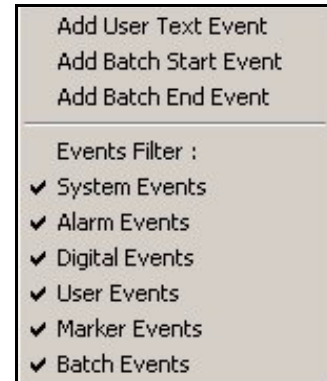 Add User Text Event
Add Batch Start Event
Add Batch End Event
Events Filter :
System Events
Alarm Events
Digital Events
User Events
Marker Events
Batch Events